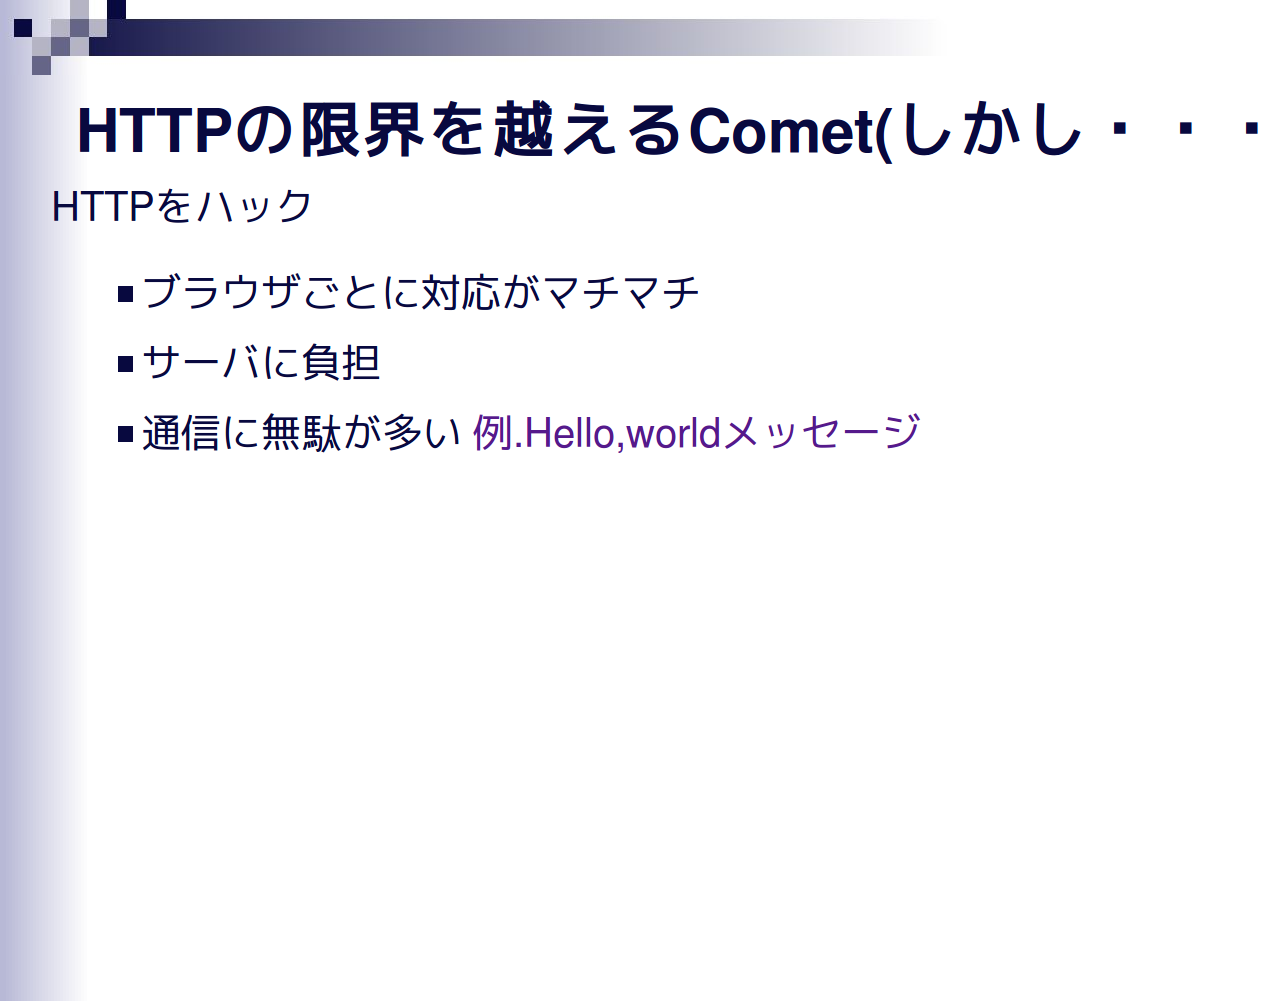 HTTPの限界を越えるComet(しかし・・・
HTTPをハック
ブラウザごとに対応がマチマチ
サーバに負担
通信に無駄が多い 例.Hello,worldメッセージ